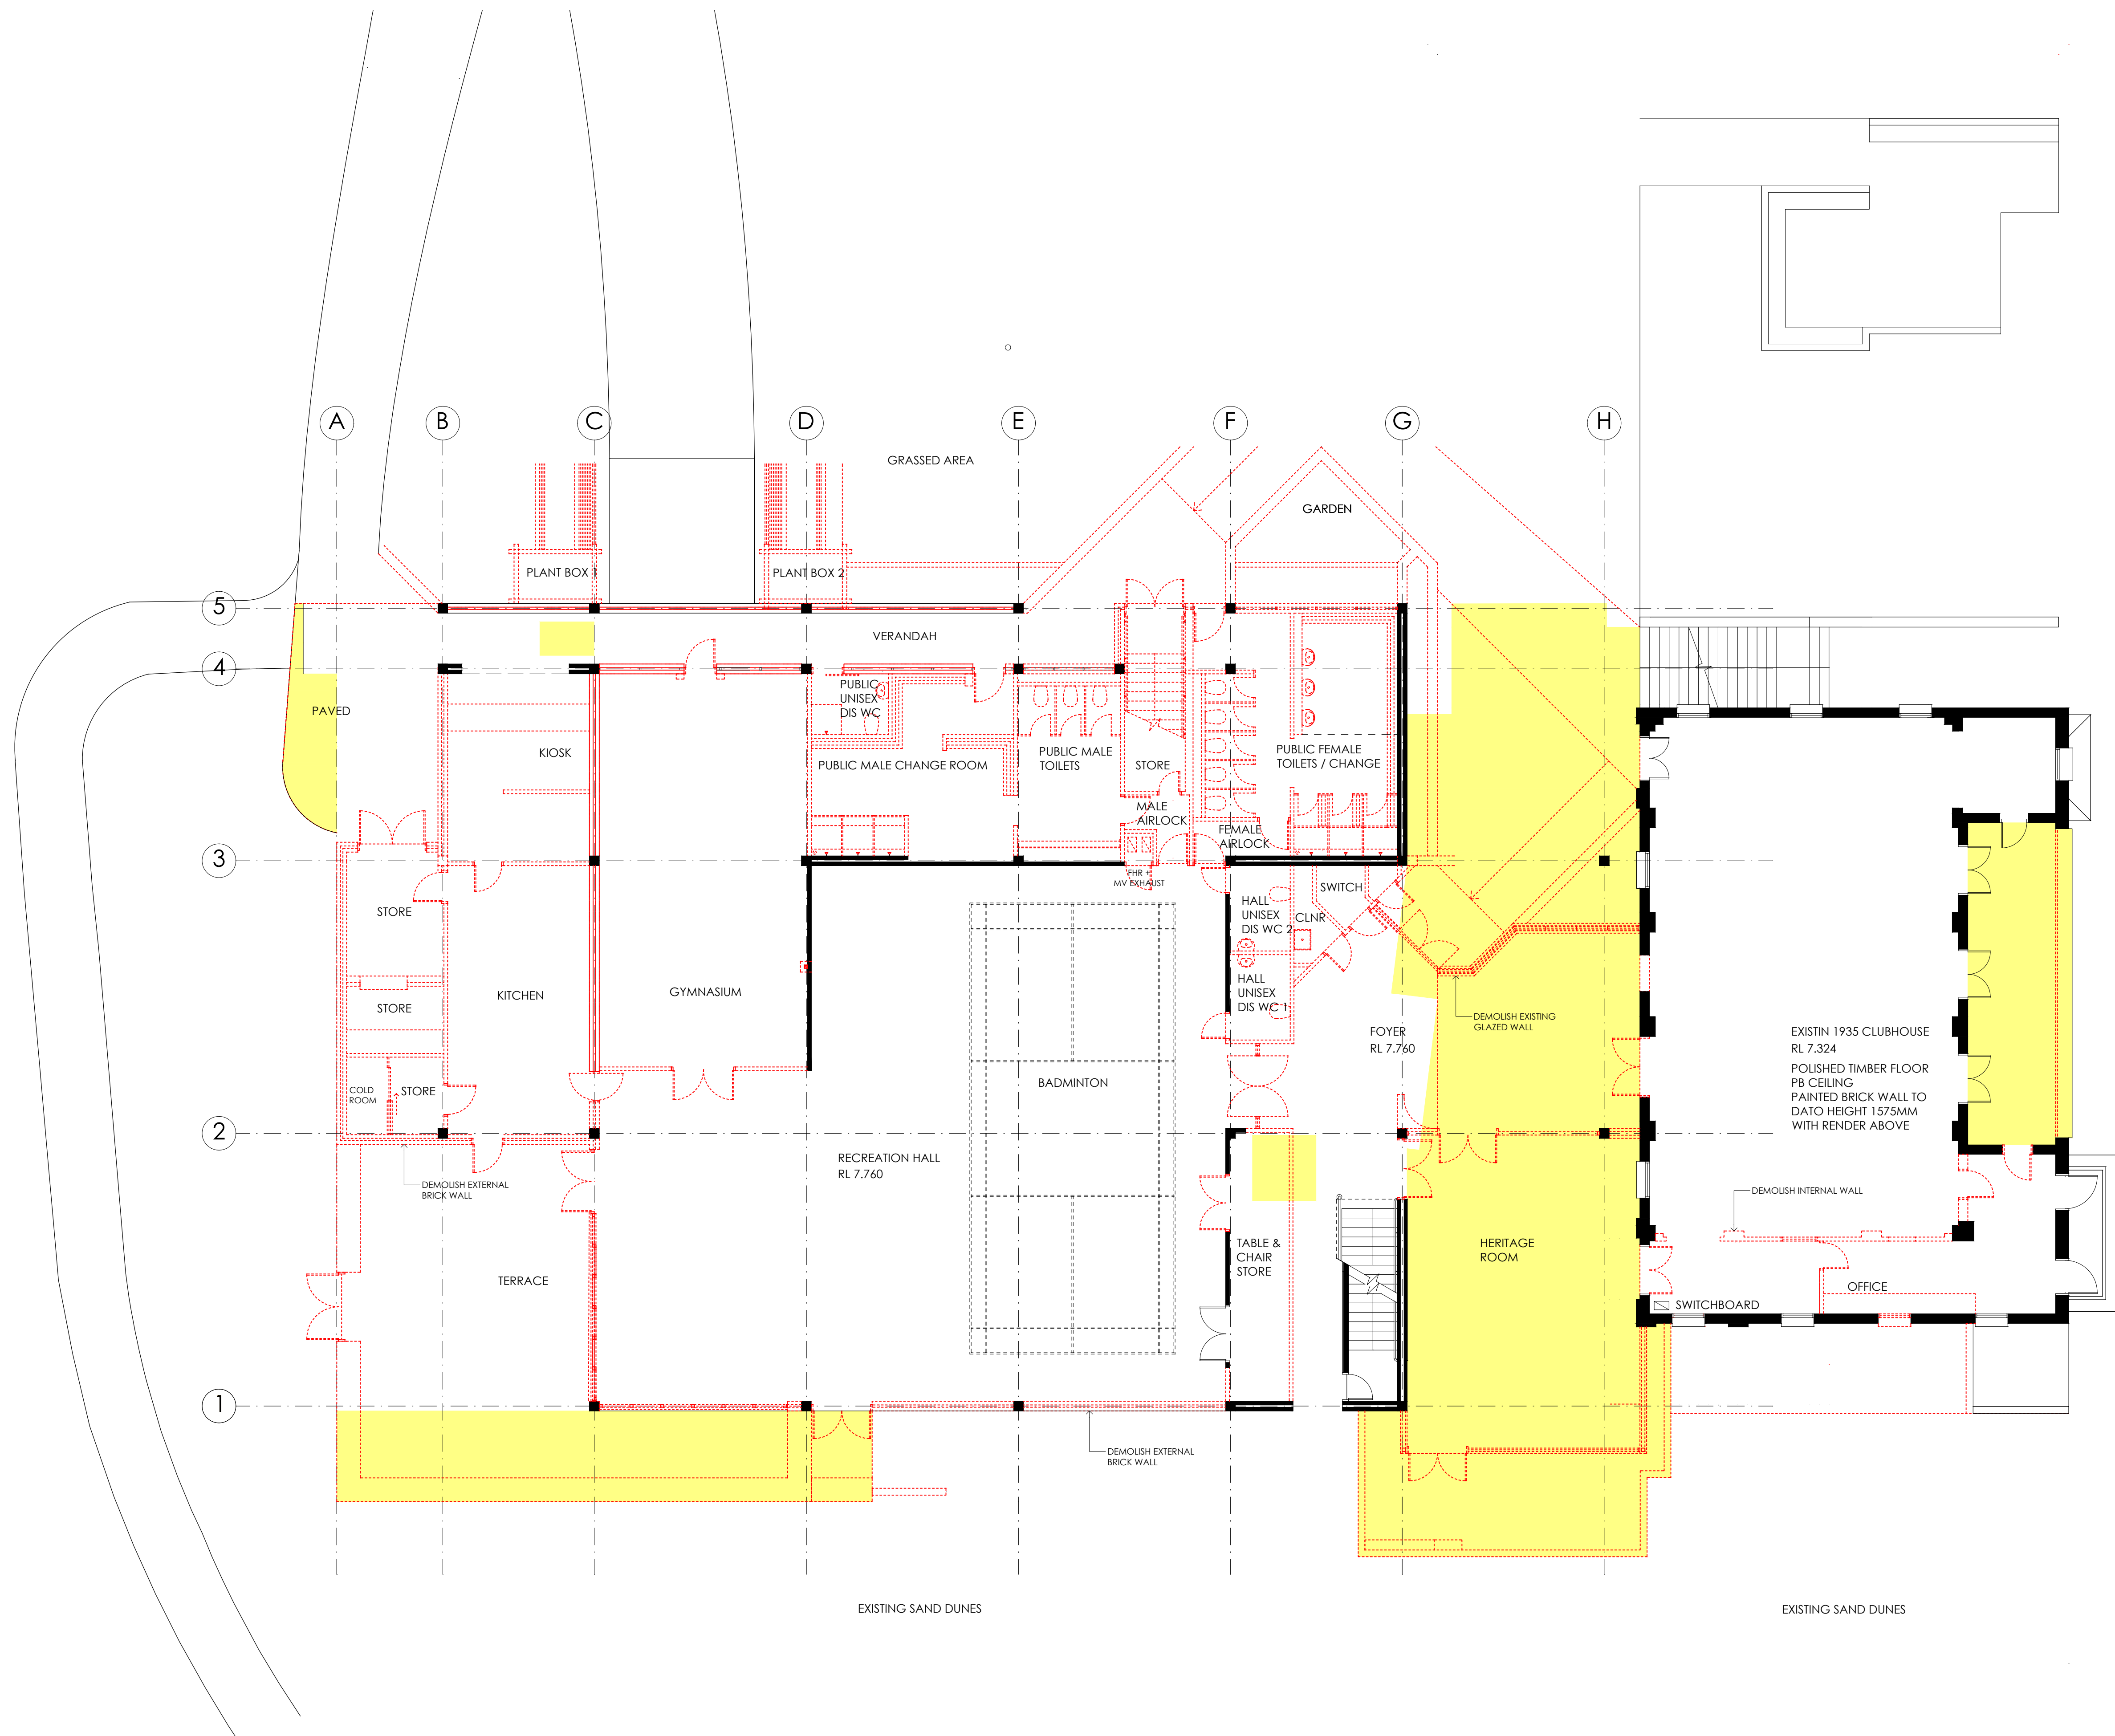 A
B
C
D
E
F
G
H
GRASSED AREA
GARDEN
PLANT BOX 1
PLANT BOX 2
5
VERANDAH
4
PUBLIC
UNISEX
DIS WC
PAVED
KIOSK
PUBLIC MALE CHANGE ROOM
PUBLIC MALE
TOILETS
STORE
PUBLIC FEMALE
TOILETS / CHANGE
MALE
AIRLOCK
FEMALE
AIRLOCK
3
FHR +
MV EXHAUST
SWITCH
HALL
UNISEX
DIS WC 2
CLNR
STORE
HALL
UNISEX
DIS WC 1
KITCHEN
GYMNASIUM
STORE
DEMOLISH EXISTING
GLAZED WALL
FOYER
RL 7.760
EXISTIN 1935 CLUBHOUSE
RL 7.324
POLISHED TIMBER FLOOR
PB CEILING
PAINTED BRICK WALL TO
DATO HEIGHT 1575MM
WITH RENDER ABOVE
BADMINTON
COLD
ROOM
STORE
2
RECREATION HALL
RL 7.760
DEMOLISH EXTERNAL
BRICK WALL
DEMOLISH INTERNAL WALL
TABLE &
CHAIR
STORE
HERITAGE
ROOM
TERRACE
OFFICE
SWITCHBOARD
1
DEMOLISH EXTERNAL
BRICK WALL
EXISTING SAND DUNES
EXISTING SAND DUNES